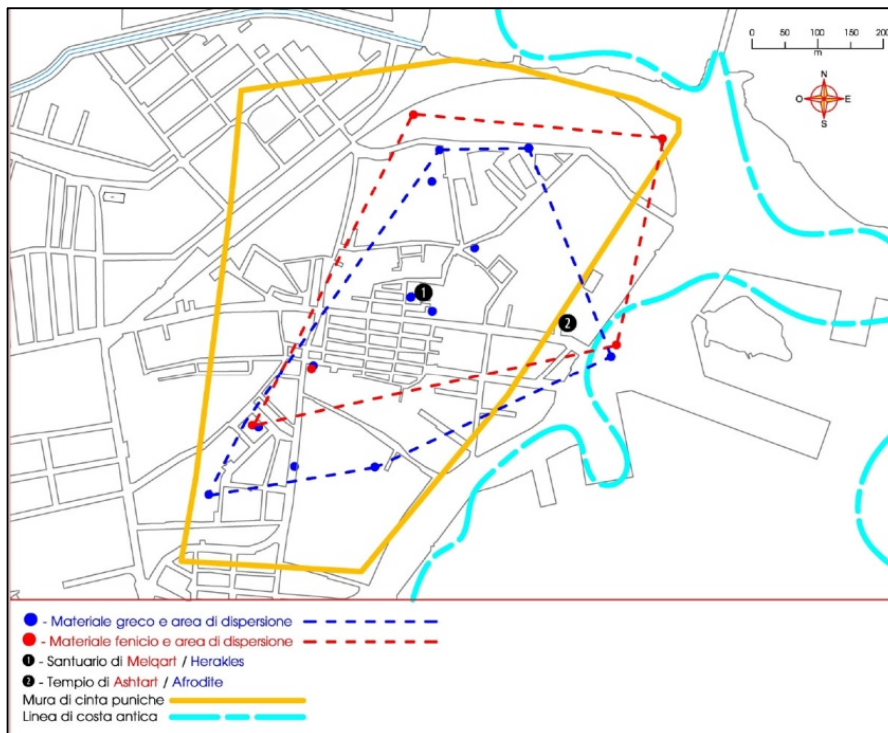 0 50 100 150 200
m
N
O E
S
1
2
- Materiale greco e area di dispersione
- Materiale fenicio e area di dispersione
1 - Santuario di Melqart / Herakles
2 - Tempio di Ashtart / Afrodite
Mura di cinta puniche
Linea di costa antica